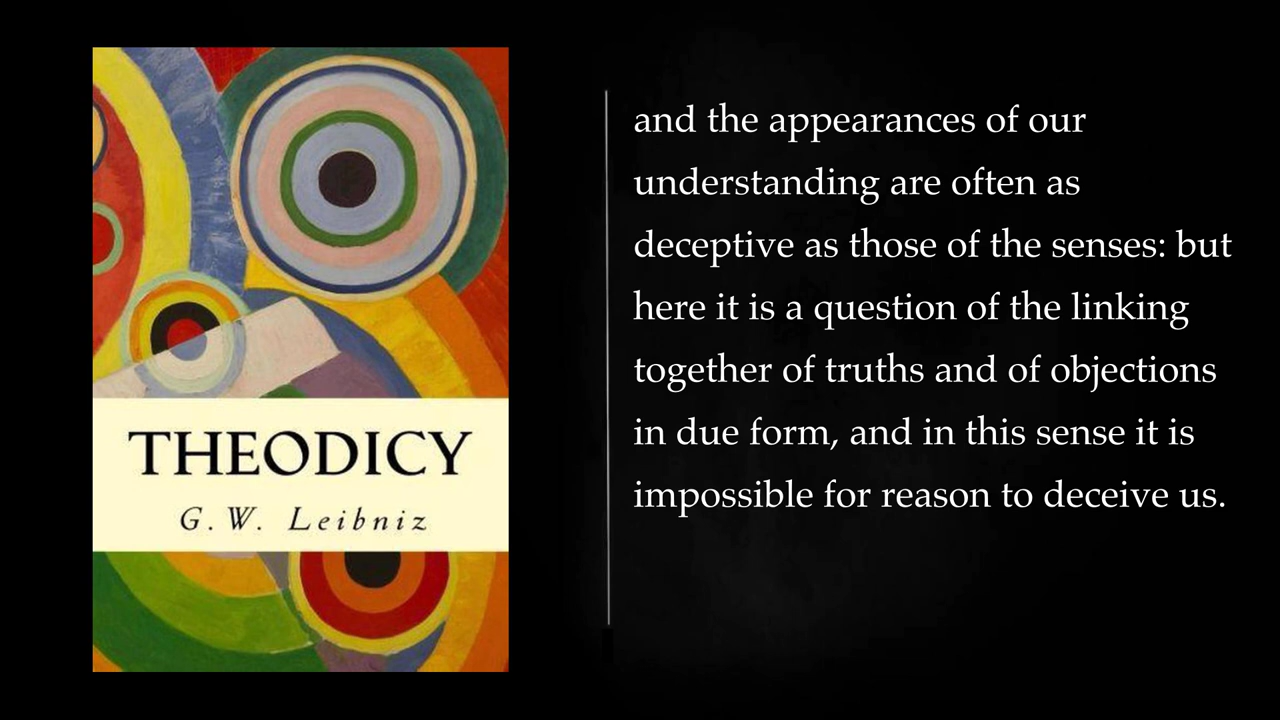 THEODICY
G.W. Leibniz
and the appearances of our
understanding are often as
deceptive as those of the senses: but
here it is a question of the linking
together of truths and of objections
in due form, and in this sense it is
impossible for reason to deceive us.